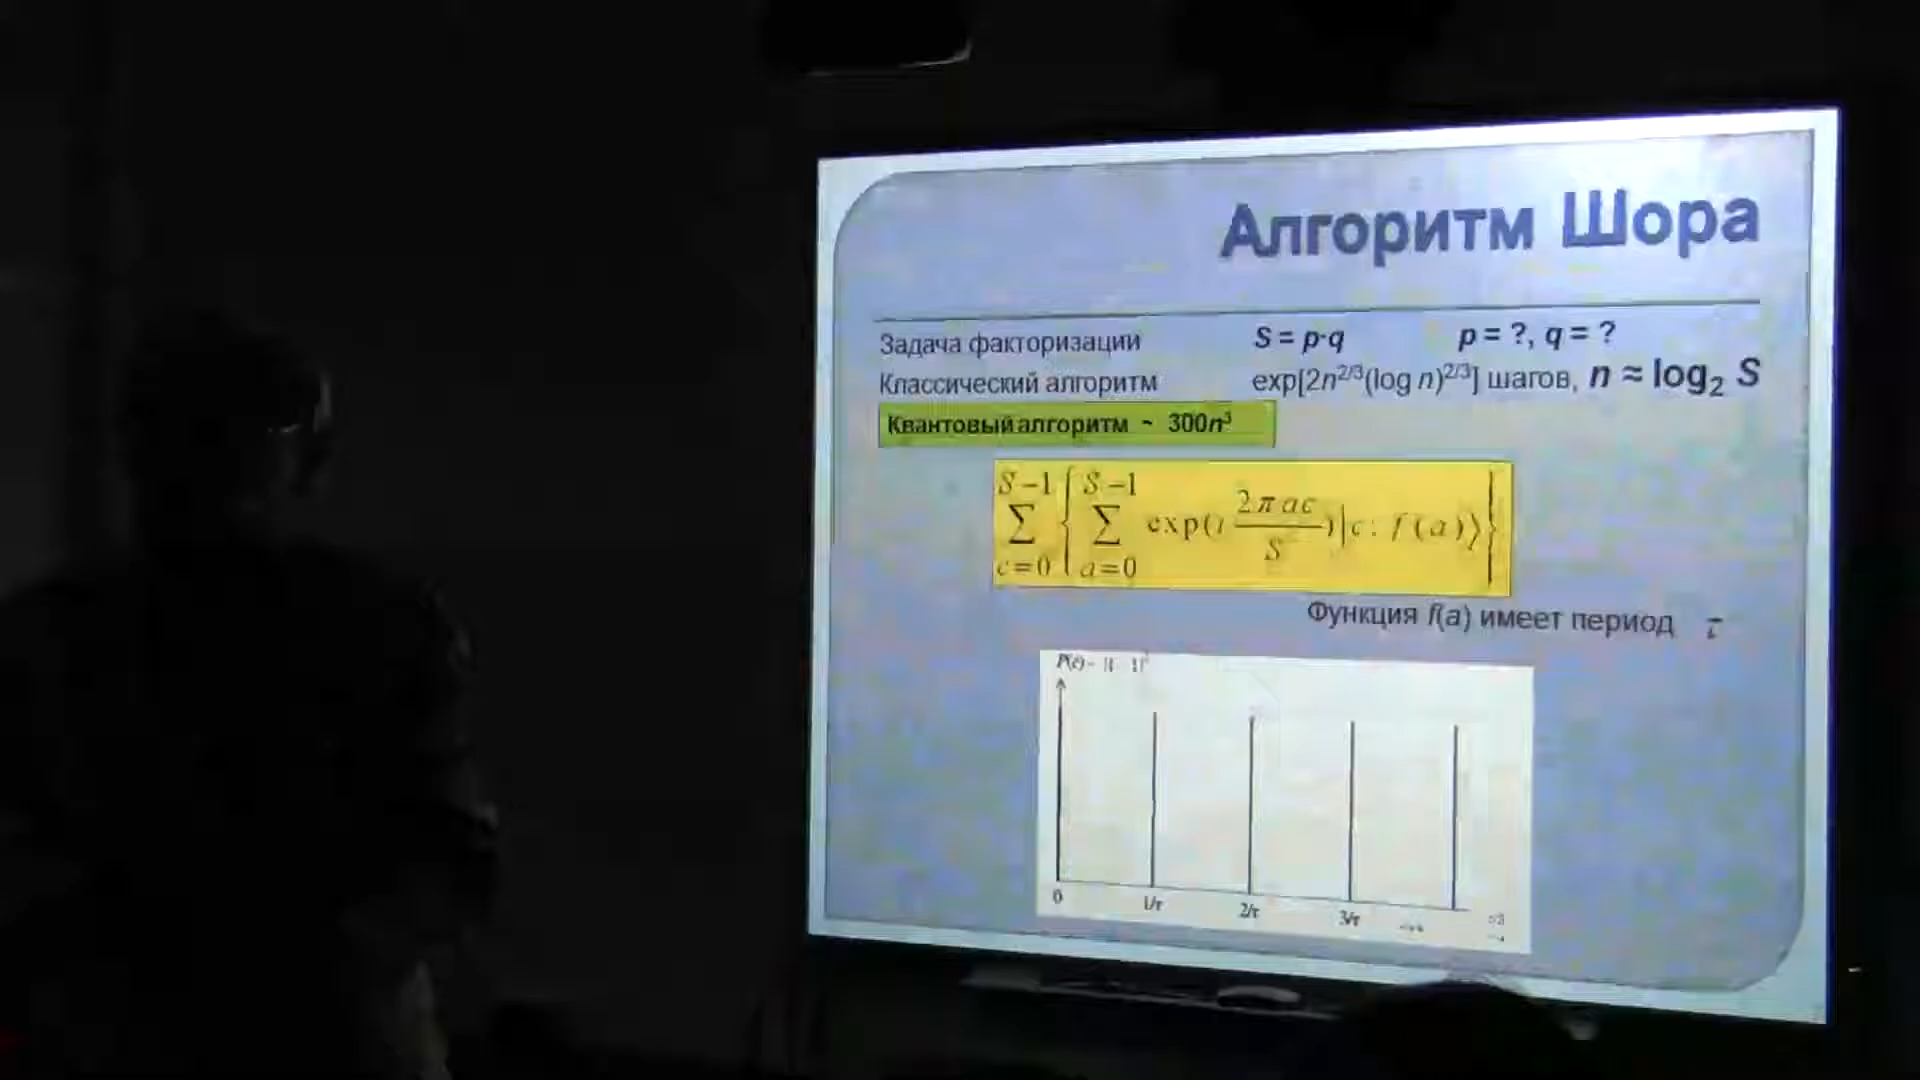 Алгоритм Шора
Задача факторизации S = p·q p = ?, q = ?
Классический алгоритм exp[2n^{2/3}(log n)^{2/3}] шагов, n ≈ log₂ S
Квантовый алгоритм ~ 300n³
S−1 { S−1
∑ ∑ exp(i 2πac / S)|c: f(a)⟩}
c=0 a=0
Функция f(a) имеет период τ
P(c)
0 1/τ 2/τ 3/τ